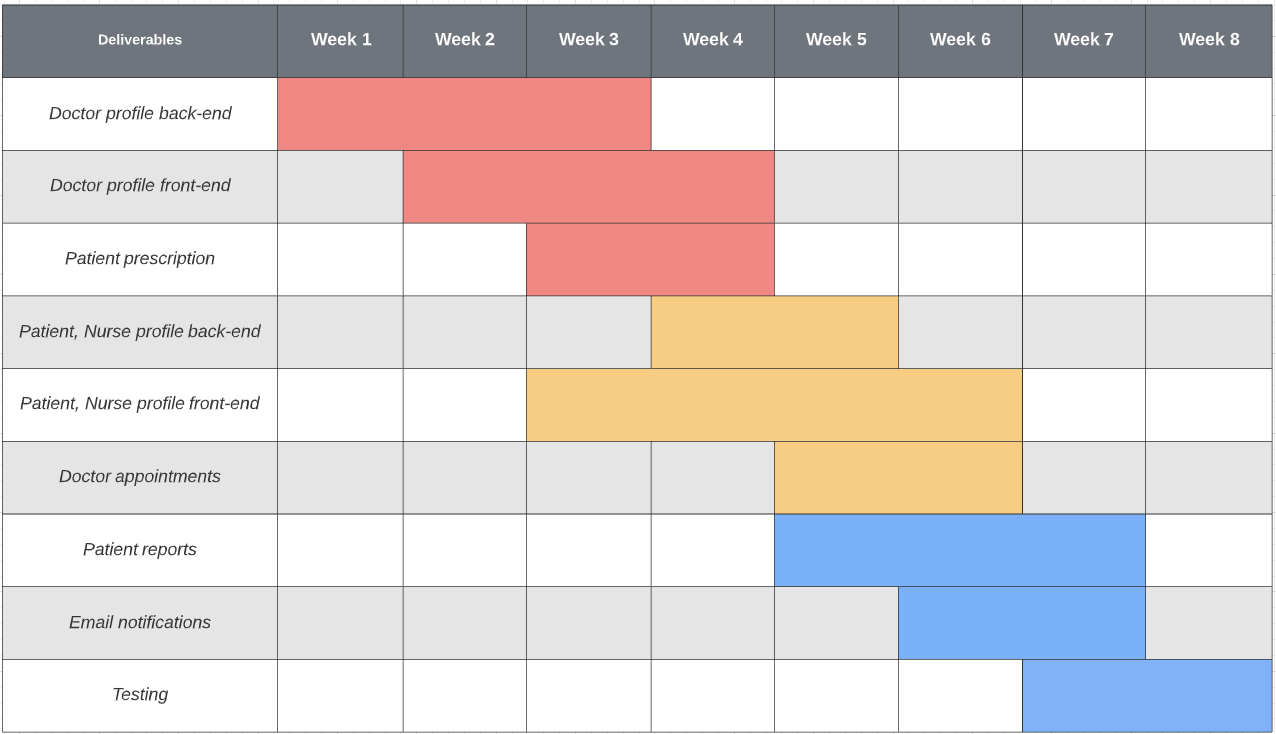 Deliverables Week 1 Week 2 Week 3 Week 4 Week 5 Week 6 Week 7 Week 8
Doctor profile back-end
Doctor profile front-end
Patient prescription
Patient, Nurse profile back-end
Patient, Nurse profile front-end
Doctor appointments
Patient reports
Email notifications
Testing